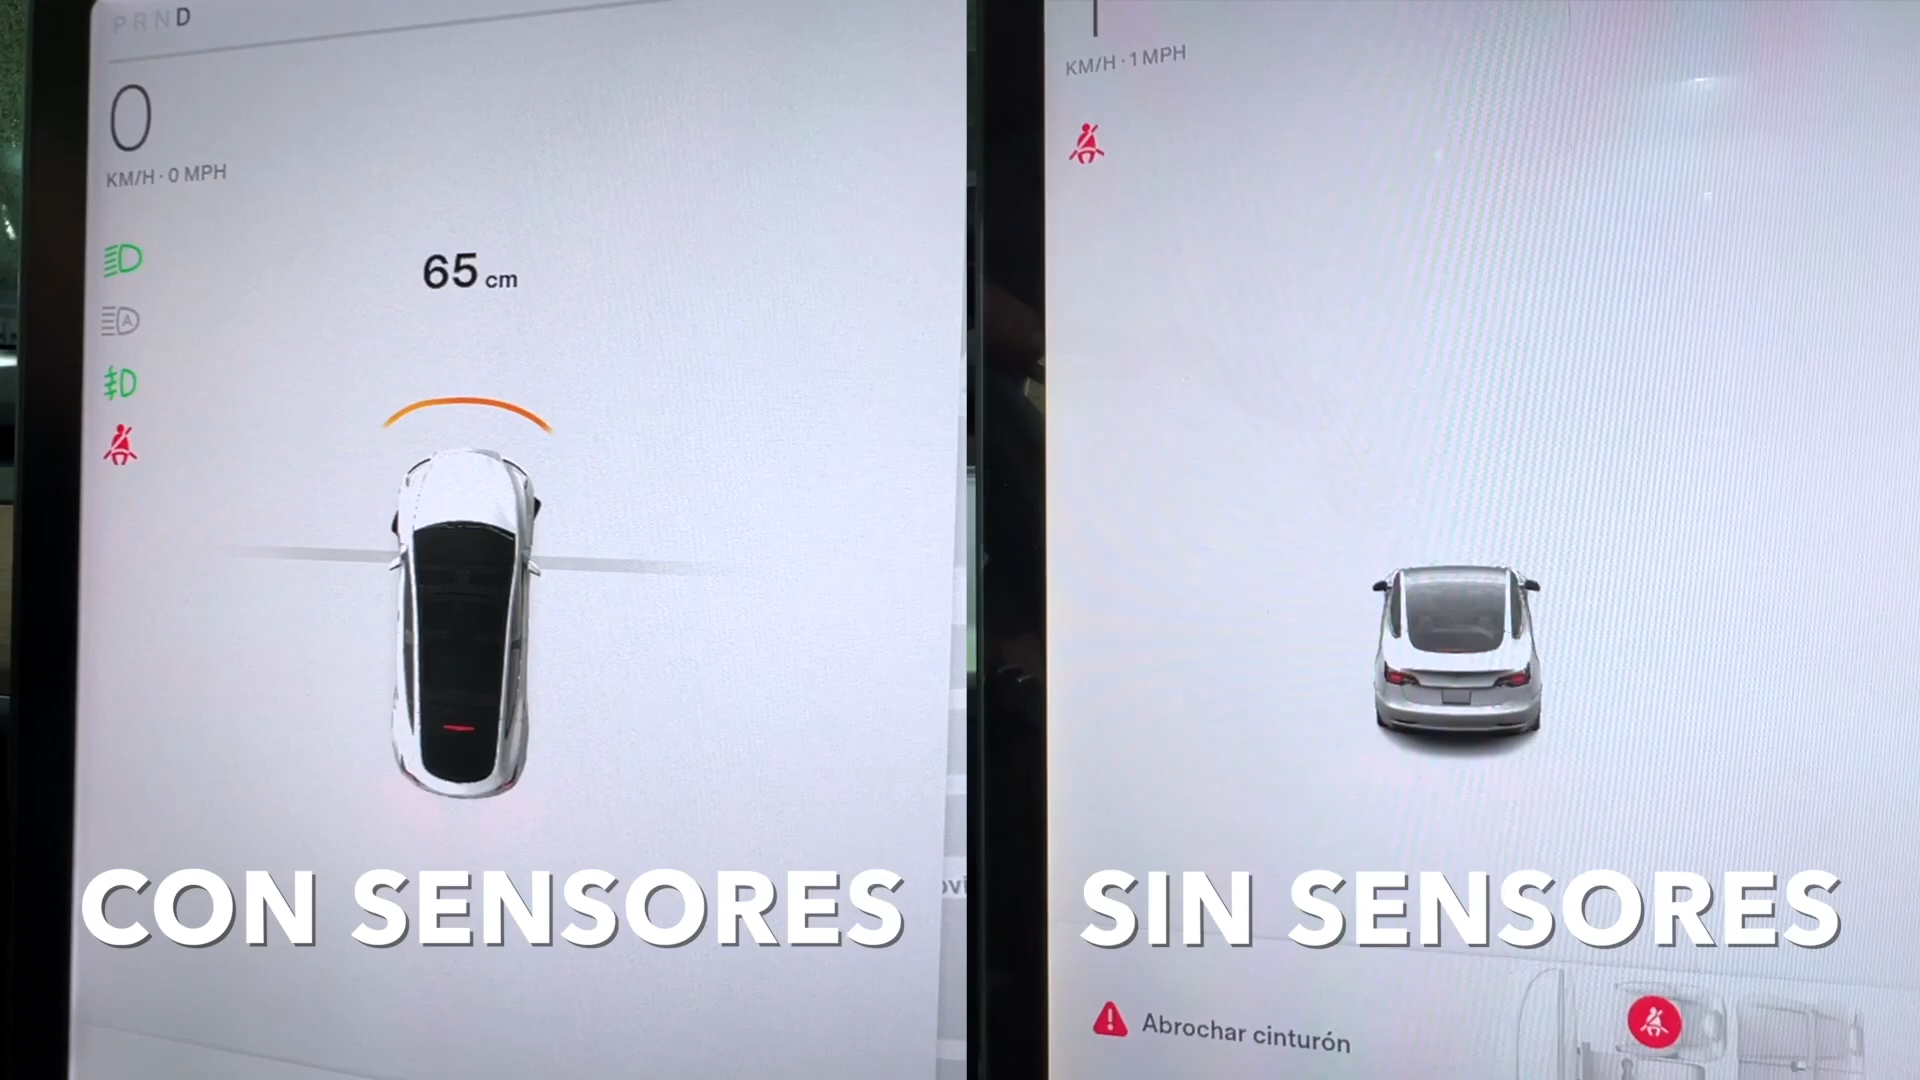 PRND
0
KM/H · 0 MPH
65 cm
A
CON SENSORES
KM/H · 1 MPH
SIN SENSORES
Abrochar cinturón